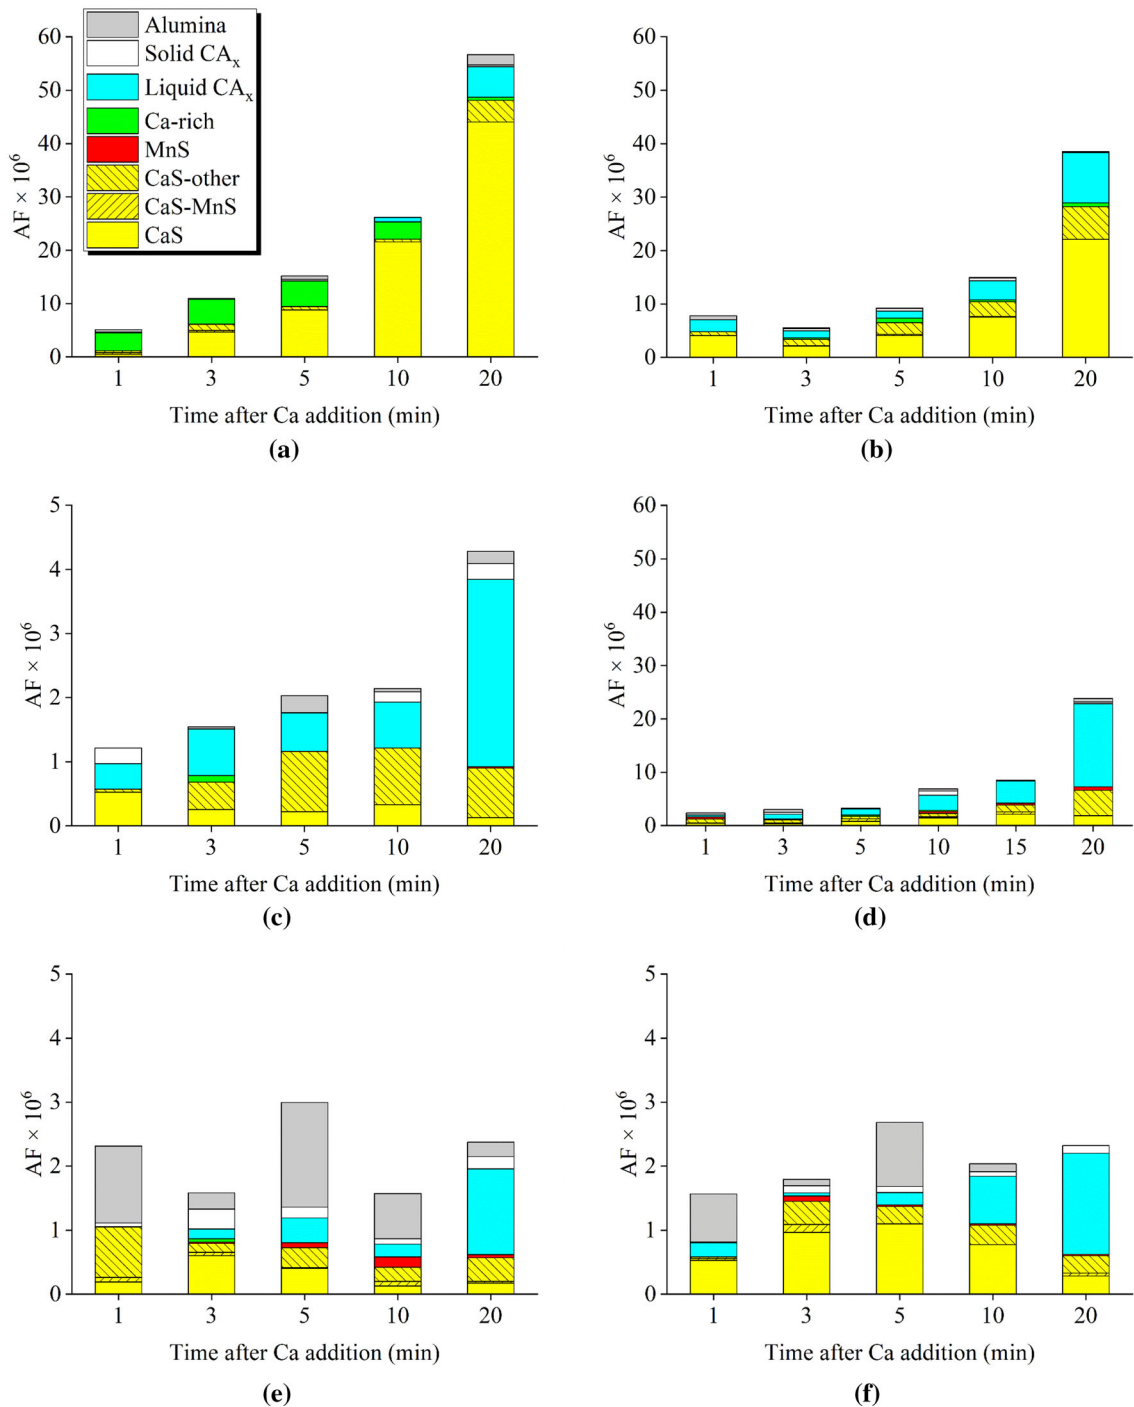 Alumina
Solid CAx
Liquid CAx
Ca-rich
MnS
CaS-other
CaS-MnS
CaS
AF × 10^6
60
50
40
30
20
10
0
1 3 5 10 20
Time after Ca addition (min)
(a)
AF × 10^6
60
50
40
30
20
10
0
1 3 5 10 20
Time after Ca addition (min)
(b)
AF × 10^6
5
4
3
2
1
0
1 3 5 10 20
Time after Ca addition (min)
(c)
AF × 10^6
60
50
40
30
20
10
0
1 3 5 10 15 20
Time after Ca addition (min)
(d)
AF × 10^6
5
4
3
2
1
0
1 3 5 10 20
Time after Ca addition (min)
(e)
AF × 10^6
5
4
3
2
1
0
1 3 5 10 20
Time after Ca addition (min)
(f)